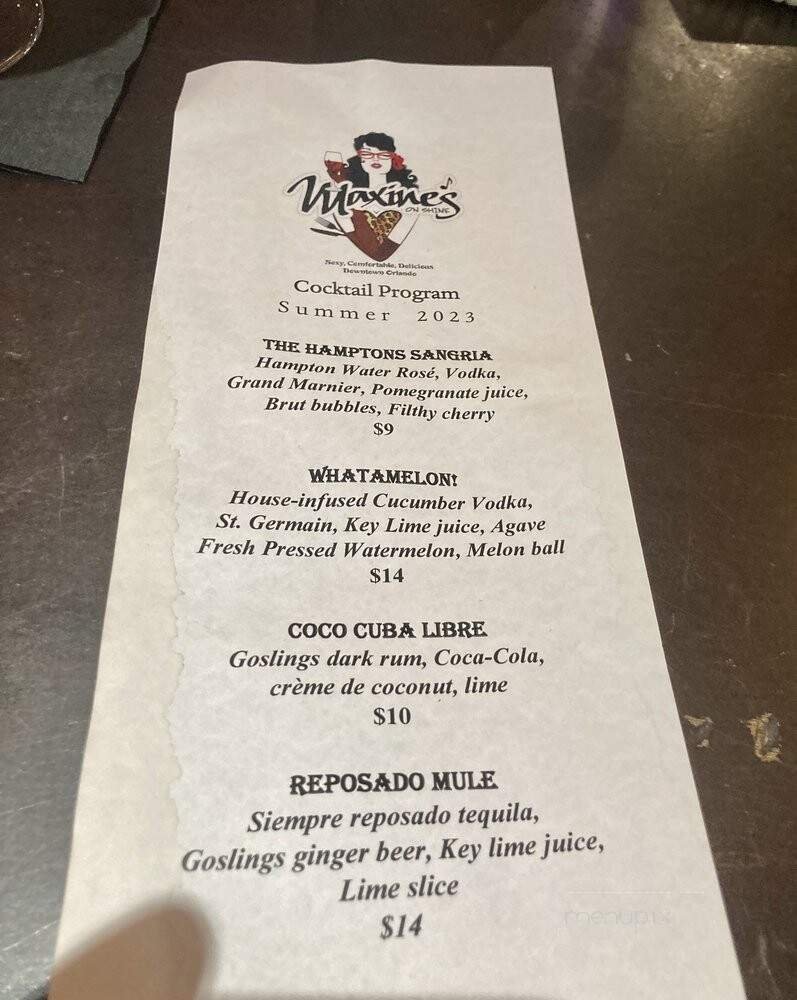 Maxine's
ON SHINE
Sexy, Comfortable, Delicious
Downtown Orlando
Cocktail Program
Summer 2023
THE HAMPTONS SANGRIA
Hampton Water Rosé, Vodka,
Grand Marnier, Pomegranate juice,
Brut bubbles, Filthy cherry
$9
WHATAMELON!
House-infused Cucumber Vodka,
St. Germain, Key Lime juice, Agave
Fresh Pressed Watermelon, Melon ball
$14
COCO CUBA LIBRE
Goslings dark rum, Coca-Cola,
crème de coconut, lime
$10
REPOSADO MULE
Siempre reposado tequila,
Goslings ginger beer, Key lime juice,
Lime slice
$14